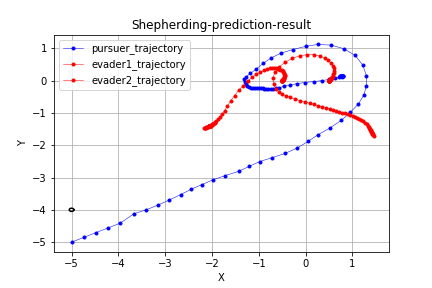 Shepherding-prediction-result
pursuer_trajectory
evader1_trajectory
evader2_trajectory
1
0
−1
−2
−3
−4
−5
Y
−5 −4 −3 −2 −1 0 1
X